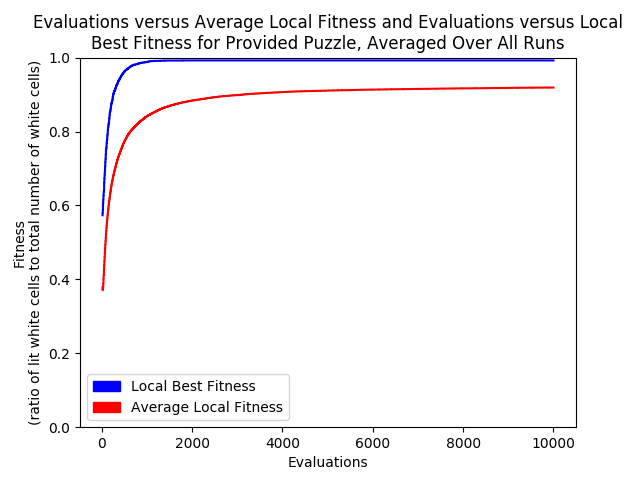 Evaluations versus Average Local Fitness and Evaluations versus Local
Best Fitness for Provided Puzzle, Averaged Over All Runs
Fitness
(ratio of lit white cells to total number of white cells)
1.0
0.8
0.6
0.4
0.2
0.0
Local Best Fitness
Average Local Fitness
0 2000 4000 6000 8000 10000
Evaluations